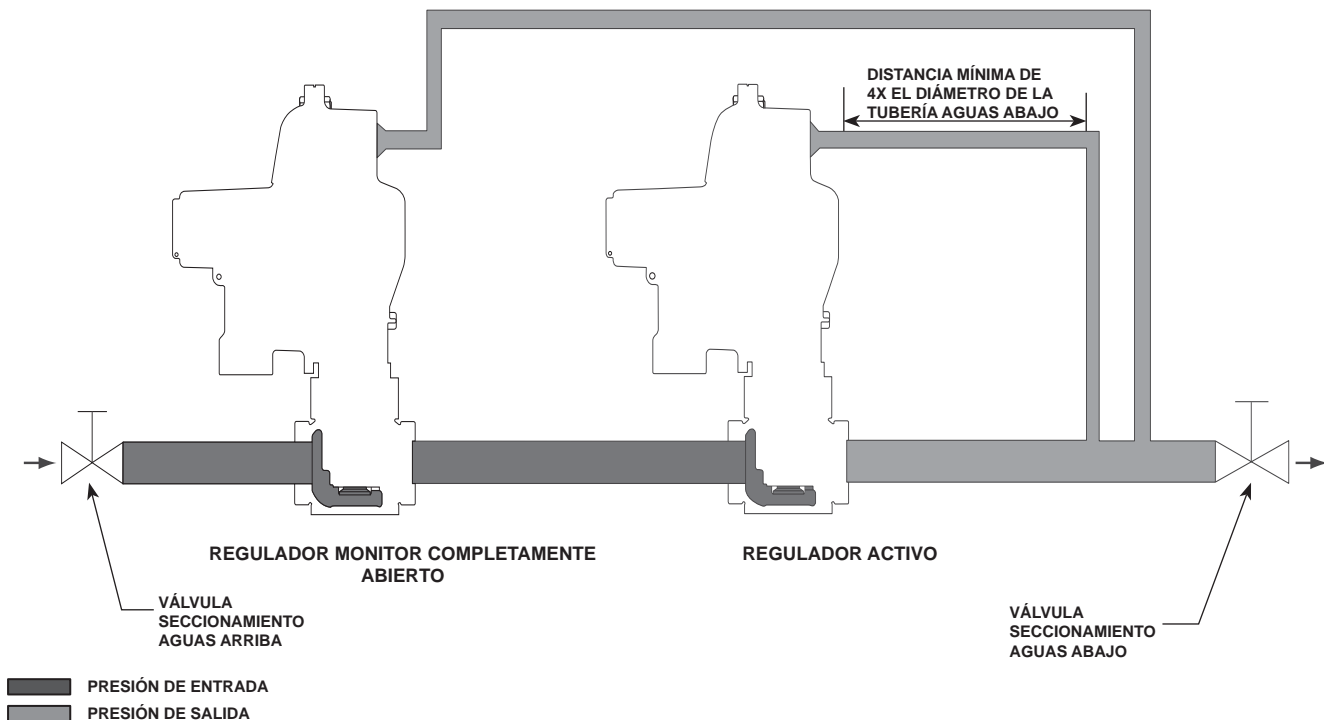 DISTANCIA MÍNIMA DE
4X EL DIÁMETRO DE LA
TUBERÍA AGUAS ABAJO
REGULADOR MONITOR COMPLETAMENTE
ABIERTO
REGULADOR ACTIVO
VÁLVULA
SECCIONAMIENTO
AGUAS ARRIBA
VÁLVULA
SECCIONAMIENTO
AGUAS ABAJO
PRESIÓN DE ENTRADA
PRESIÓN DE SALIDA